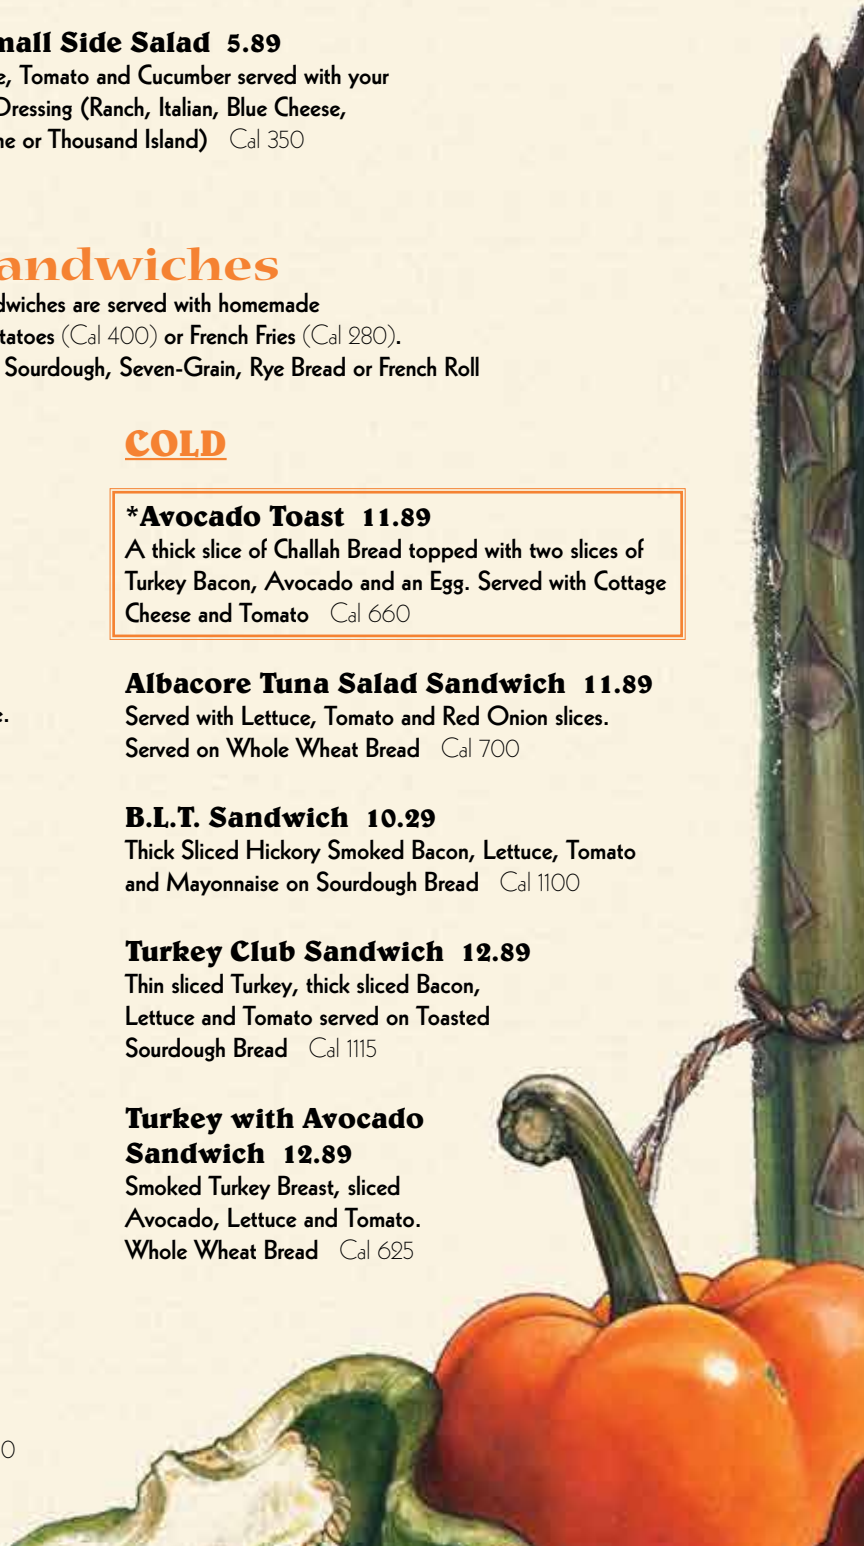 mall Side Salad 5.89
e, Tomato and Cucumber served with your
Dressing (Ranch, Italian, Blue Cheese,
ne or Thousand Island) Cal 350
andwiches
dwiches are served with homemade
tatoes (Cal 400) or French Fries (Cal 280).
Sourdough, Seven-Grain, Rye Bread or French Roll
COLD
*Avocado Toast 11.89
A thick slice of Challah Bread topped with two slices of
Turkey Bacon, Avocado and an Egg. Served with Cottage
Cheese and Tomato Cal 660
Albacore Tuna Salad Sandwich 11.89
Served with Lettuce, Tomato and Red Onion slices.
Served on Whole Wheat Bread Cal 700
B.L.T. Sandwich 10.29
Thick Sliced Hickory Smoked Bacon, Lettuce, Tomato
and Mayonnaise on Sourdough Bread Cal 1100
Turkey Club Sandwich 12.89
Thin sliced Turkey, thick sliced Bacon,
Lettuce and Tomato served on Toasted
Sourdough Bread Cal 1115
Turkey with Avocado
Sandwich 12.89
Smoked Turkey Breast, sliced
Avocado, Lettuce and Tomato.
Whole Wheat Bread Cal 625
0